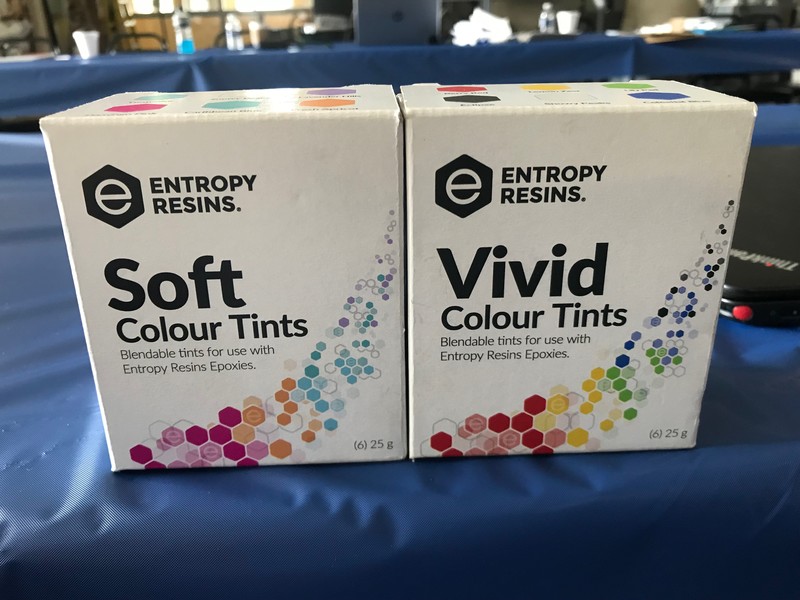 ENTROPY
RESINS.
Soft
Colour Tints
Blendable tints for use with
Entropy Resins Epoxies.
(6) 25 g
ENTROPY
RESINS.
Vivid
Colour Tints
Blendable tints for use with
Entropy Resins Epoxies.
(6) 25 g